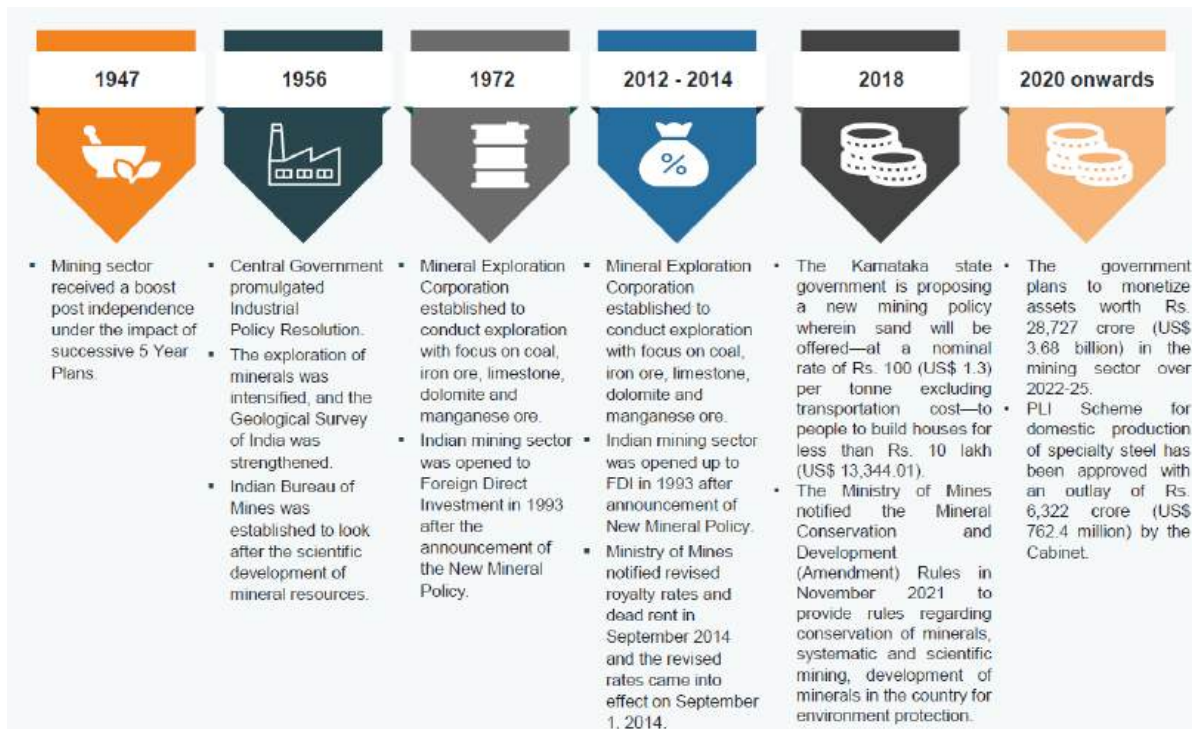 1947
1956
1972
2012 - 2014
2018
2020 onwards
%
▪ Mining sector
received a boost
post independence
under the impact of
successive 5 Year
Plans.
▪ Central Government
promulgated
Industrial
Policy Resolution.
▪ The exploration of
minerals was
intensified, and the
Geological Survey
of India was
strengthened.
▪ Indian Bureau of
Mines was
established to look
after the scientific
development of
mineral resources.
▪ Mineral Exploration
Corporation
established to
conduct exploration
with focus on coal,
iron ore, limestone,
dolomite and
manganese ore.
▪ Indian mining sector
was opened to
Foreign Direct
Investment in 1993
after the
announcement of
the New Mineral
Policy.
▪ Mineral Exploration
Corporation
established to
conduct exploration
with focus on coal,
iron ore, limestone,
dolomite and
manganese ore.
▪ Indian mining sector
was opened up to
FDI in 1993 after
announcement of
New Mineral Policy.
▪ Ministry of Mines
notified revised
royalty rates and
dead rent in
September 2014
and the revised
rates came into
effect on September
1, 2014.
• The Karnataka state
government is proposing
a new mining policy
wherein sand will be
offered—at a nominal
rate of Rs. 100 (US$ 1.3)
per tonne excluding
transportation cost—to
people to build houses for
less than Rs. 10 lakh
(US$ 13,344.01).
• The Ministry of Mines
notified the Mineral
Conservation and
Development
(Amendment) Rules in
November 2021 to
provide rules regarding
conservation of minerals,
systematic and scientific
mining, development of
minerals in the country for
environment protection.
• The government
plans to monetize
assets worth Rs.
28,727 crore (US$
3.68 billion) in the
mining sector over
2022-25.
• PLI Scheme for
domestic production
of specialty steel has
been approved with
an outlay of Rs.
6,322 crore (US$
762.4 million) by the
Cabinet.